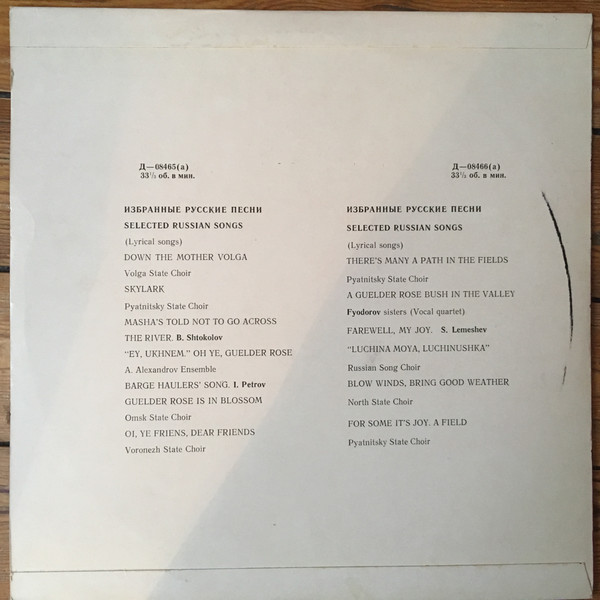 Д—08465(а)
33⅓ об. в мин.
ИЗБРАННЫЕ РУССКИЕ ПЕСНИ
SELECTED RUSSIAN SONGS
(Lyrical songs)
DOWN THE MOTHER VOLGA
Volga State Choir
SKYLARK
Pyatnitsky State Choir
MASHA'S TOLD NOT TO GO ACROSS
THE RIVER. B. Shtokolov
"EY, UKHNEM." OH YE, GUELDER ROSE
A. Alexandrov Ensemble
BARGE HAULERS' SONG. I. Petrov
GUELDER ROSE IS IN BLOSSOM
Omsk State Choir
OI, YE FRIENS, DEAR FRIENDS
Voronezh State Choir
Д—08466(а)
33⅓ об. в мин.
ИЗБРАННЫЕ РУССКИЕ ПЕСНИ
SELECTED RUSSIAN SONGS
(Lyrical songs)
THERE'S MANY A PATH IN THE FIELDS
Pyatnitsky State Choir
A GUELDER ROSE BUSH IN THE VALLEY
Fyodorov sisters (Vocal quartet)
FAREWELL, MY JOY. S. Lemeshev
"LUCHINA MOYA, LUCHINUSHKA"
Russian Song Choir
BLOW WINDS, BRING GOOD WEATHER
North State Choir
FOR SOME IT'S JOY. A FIELD
Pyatnitsky State Choir